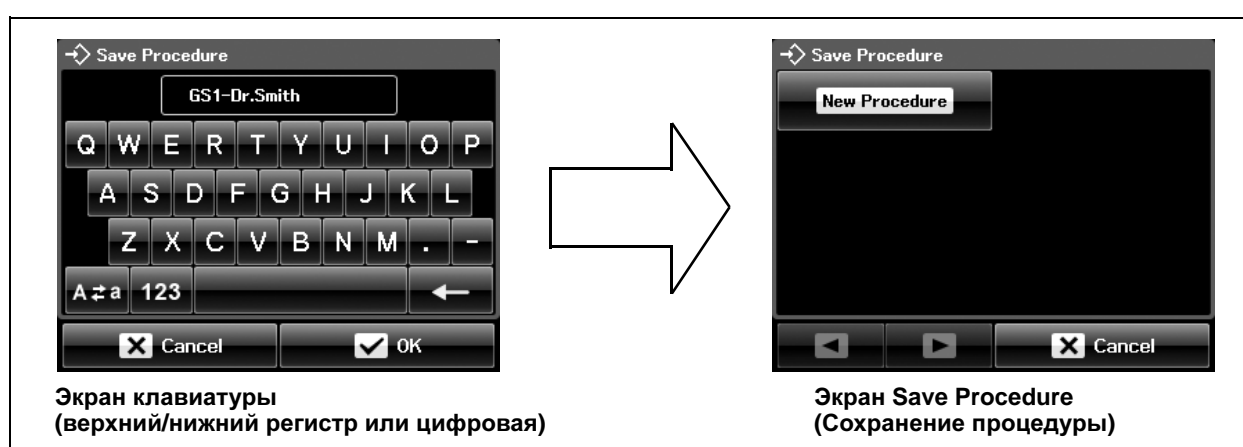 Save Procedure
GS1-Dr.Smith
Q W E R T Y U I O P
A S D F G H J K L
Z X C V B N M . -
A⇄a 123 ←
Cancel OK
Экран клавиатуры
(верхний/нижний регистр или цифровая)
Save Procedure
New Procedure
Cancel
Экран Save Procedure
(Сохранение процедуры)